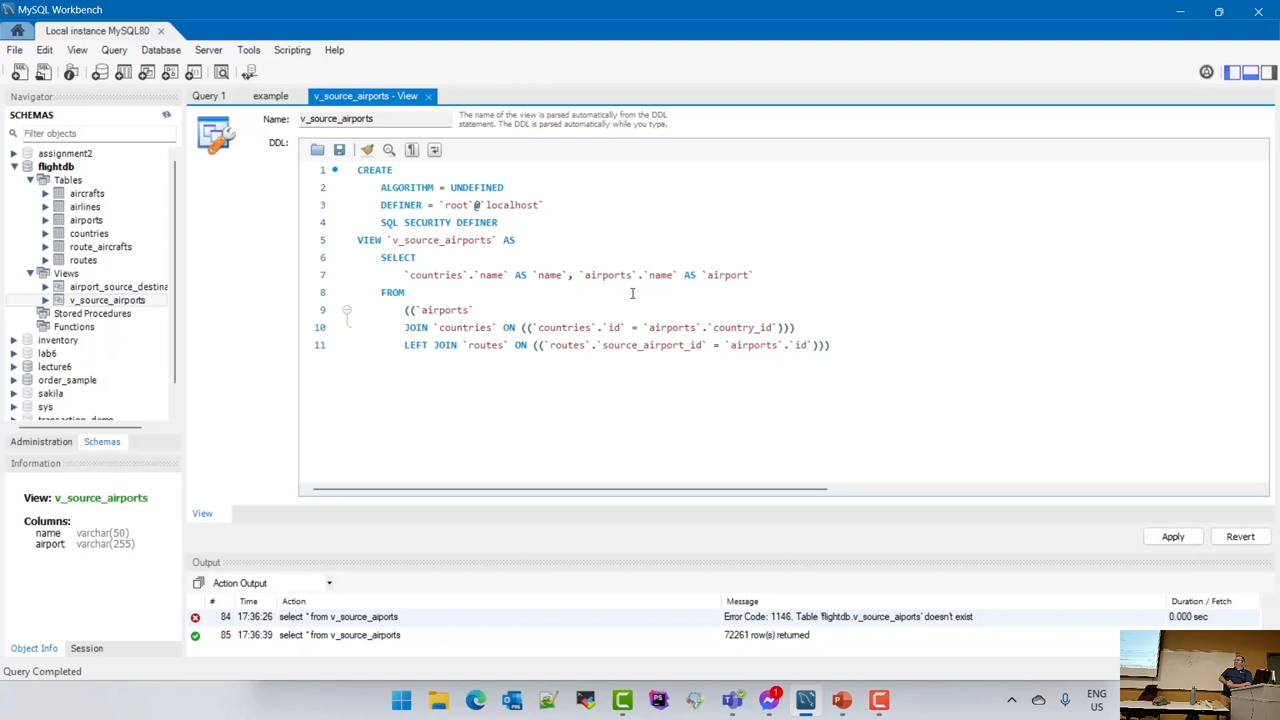 MySQL Workbench
Local instance MySQL80
File Edit View Query Database Server Tools Scripting Help
Navigator
SCHEMAS
Filter objects
assignment2
flightdb
Tables
aircrafts
airlines
airports
countries
route_aircrafts
routes
Views
airport_source_destina
v_source_airports
Stored Procedures
Functions
inventory
lab6
lecture6
order_sample
sakila
sys
transaction_demo
Administration Schemas
Information
View: v_source_airports
Columns:
name varchar(50)
airport varchar(255)
Object Info Session
Query Completed
Query 1 example v_source_airports - View
Name: v_source_airports
The name of the view is parsed automatically from the DDL
statement. The DDL is parsed automatically while you type.
DDL:
1 CREATE
2 ALGORITHM = UNDEFINED
3 DEFINER = `root`@`localhost`
4 SQL SECURITY DEFINER
5 VIEW `v_source_airports` AS
6 SELECT
7 `countries`.`name` AS `name`, `airports`.`name` AS `airport`
8 FROM
9 ((`airports`
10 JOIN `countries` ON ((`countries`.`id` = `airports`.`country_id`)))
11 LEFT JOIN `routes` ON ((`routes`.`source_airport_id` = `airports`.`id`)))
View
Apply Revert
Output
Action Output
# Time Action Message Duration / Fetch
84 17:36:26 select * from v_source_aiports Error Code: 1146. Table 'flightdb.v_source_aiports' doesn't exist 0.000 sec
85 17:36:39 select * from v_source_airports 72261 row(s) returned
PS
1
ENG
US